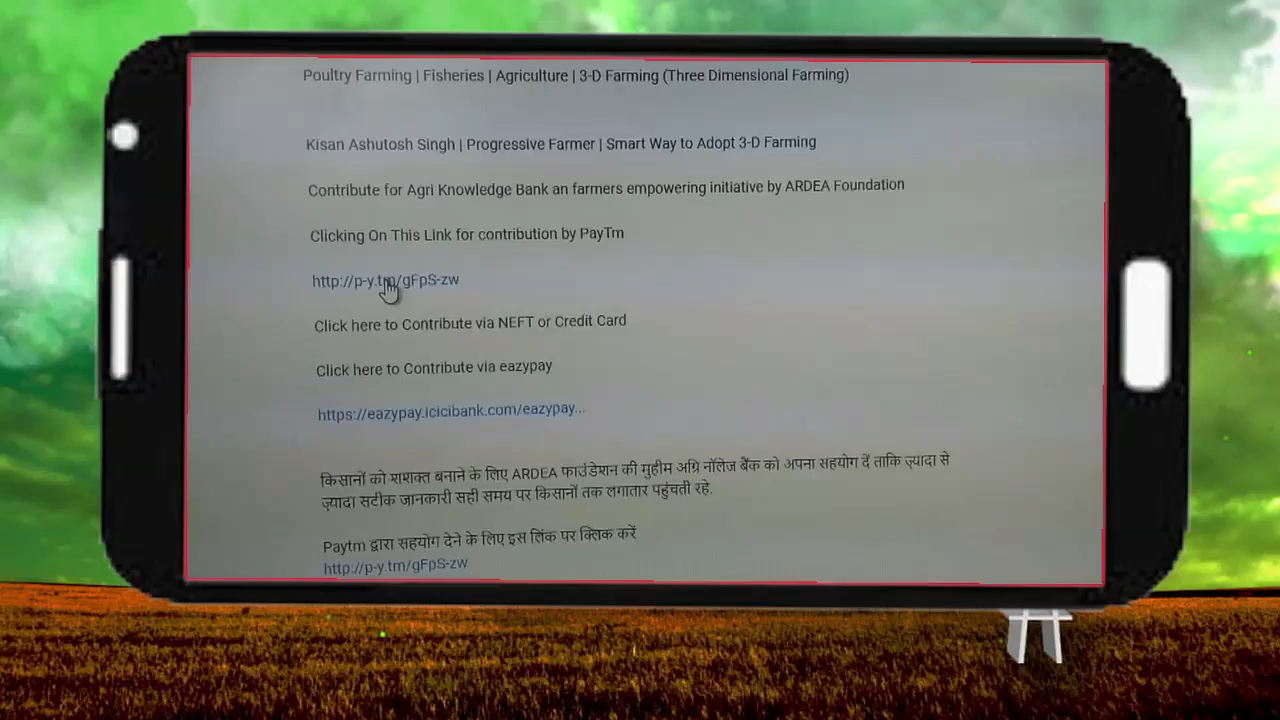 Poultry Farming | Fisheries | Agriculture | 3-D Farming (Three Dimensional Farming)
Kisan Ashutosh Singh | Progressive Farmer | Smart Way to Adopt 3-D Farming
Contribute for Agri Knowledge Bank an farmers empowering initiative by ARDEA Foundation
Clicking On This Link for contribution by PayTm
http://p-y.tm/gFpS-zw
Click here to Contribute via NEFT or Credit Card
Click here to Contribute via eazypay
https://eazypay.icicibank.com/eazypay...
किसानों को शशक्त बनाने के लिए ARDEA फाउंडेशन की मुहीम अग्रि नॉलेज बैंक को अपना सहयोग दें ताकि ज़्यादा से
ज़्यादा सटीक जानकारी सही समय पर किसानों तक लगातार पहुंचती रहे.
Paytm द्वारा सहयोग देने के लिए इस लिंक पर क्लिक करें
http://p-y.tm/gFpS-zw